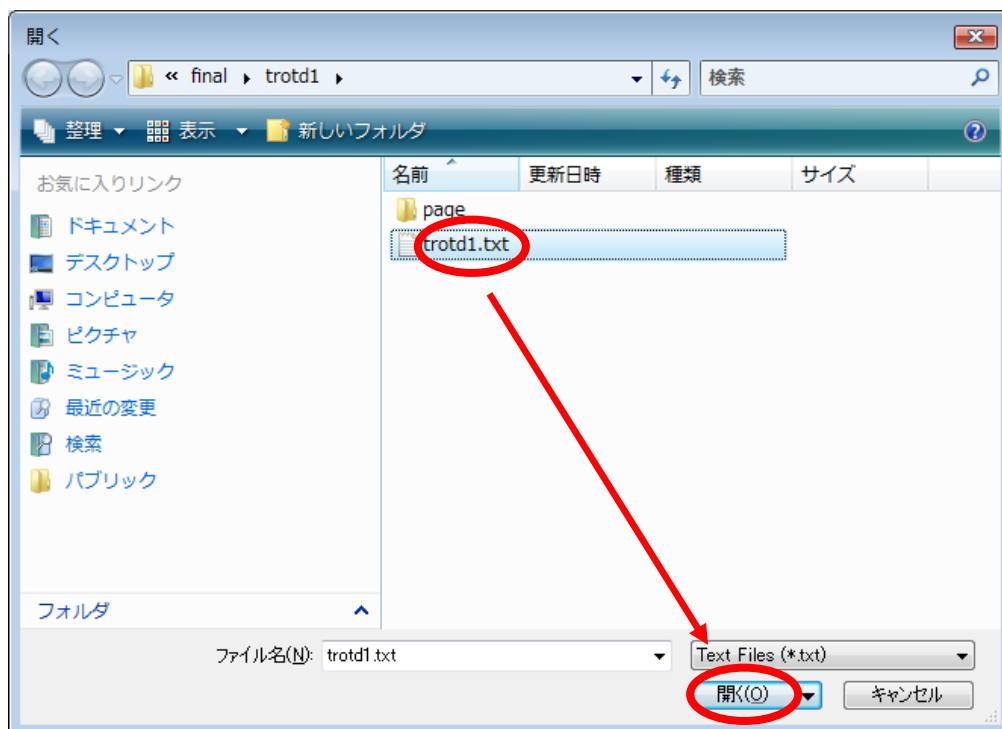 開く
« final trotd1
検索
整理 表示 新しいフォルダ
お気に入りリンク
ドキュメント
デスクトップ
コンピュータ
ピクチャ
ミュージック
最近の変更
検索
パブリック
フォルダ
名前 更新日時 種類 サイズ
page
trotd1.txt
ファイル名(N): trotd1.txt
Text Files (*.txt)
開く(O) キャンセル